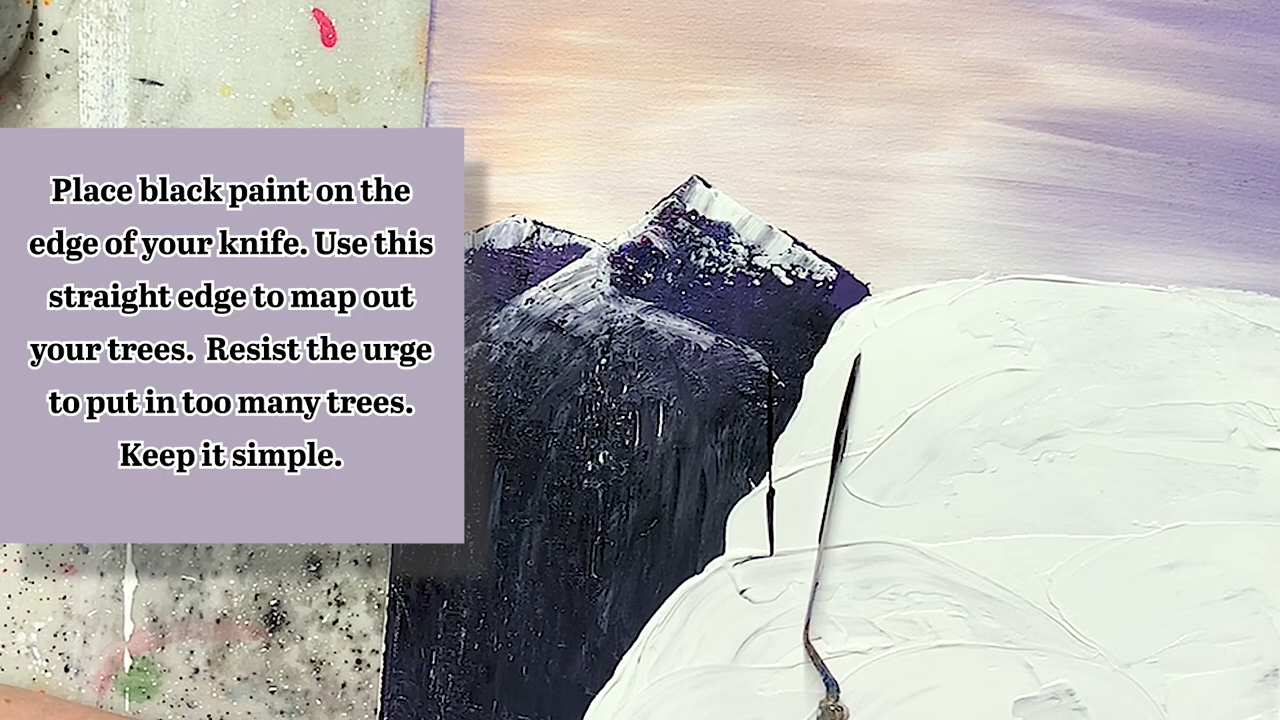 Place black paint on the
edge of your knife. Use this
straight edge to map out
your trees.  Resist the urge
to put in too many trees.
Keep it simple.